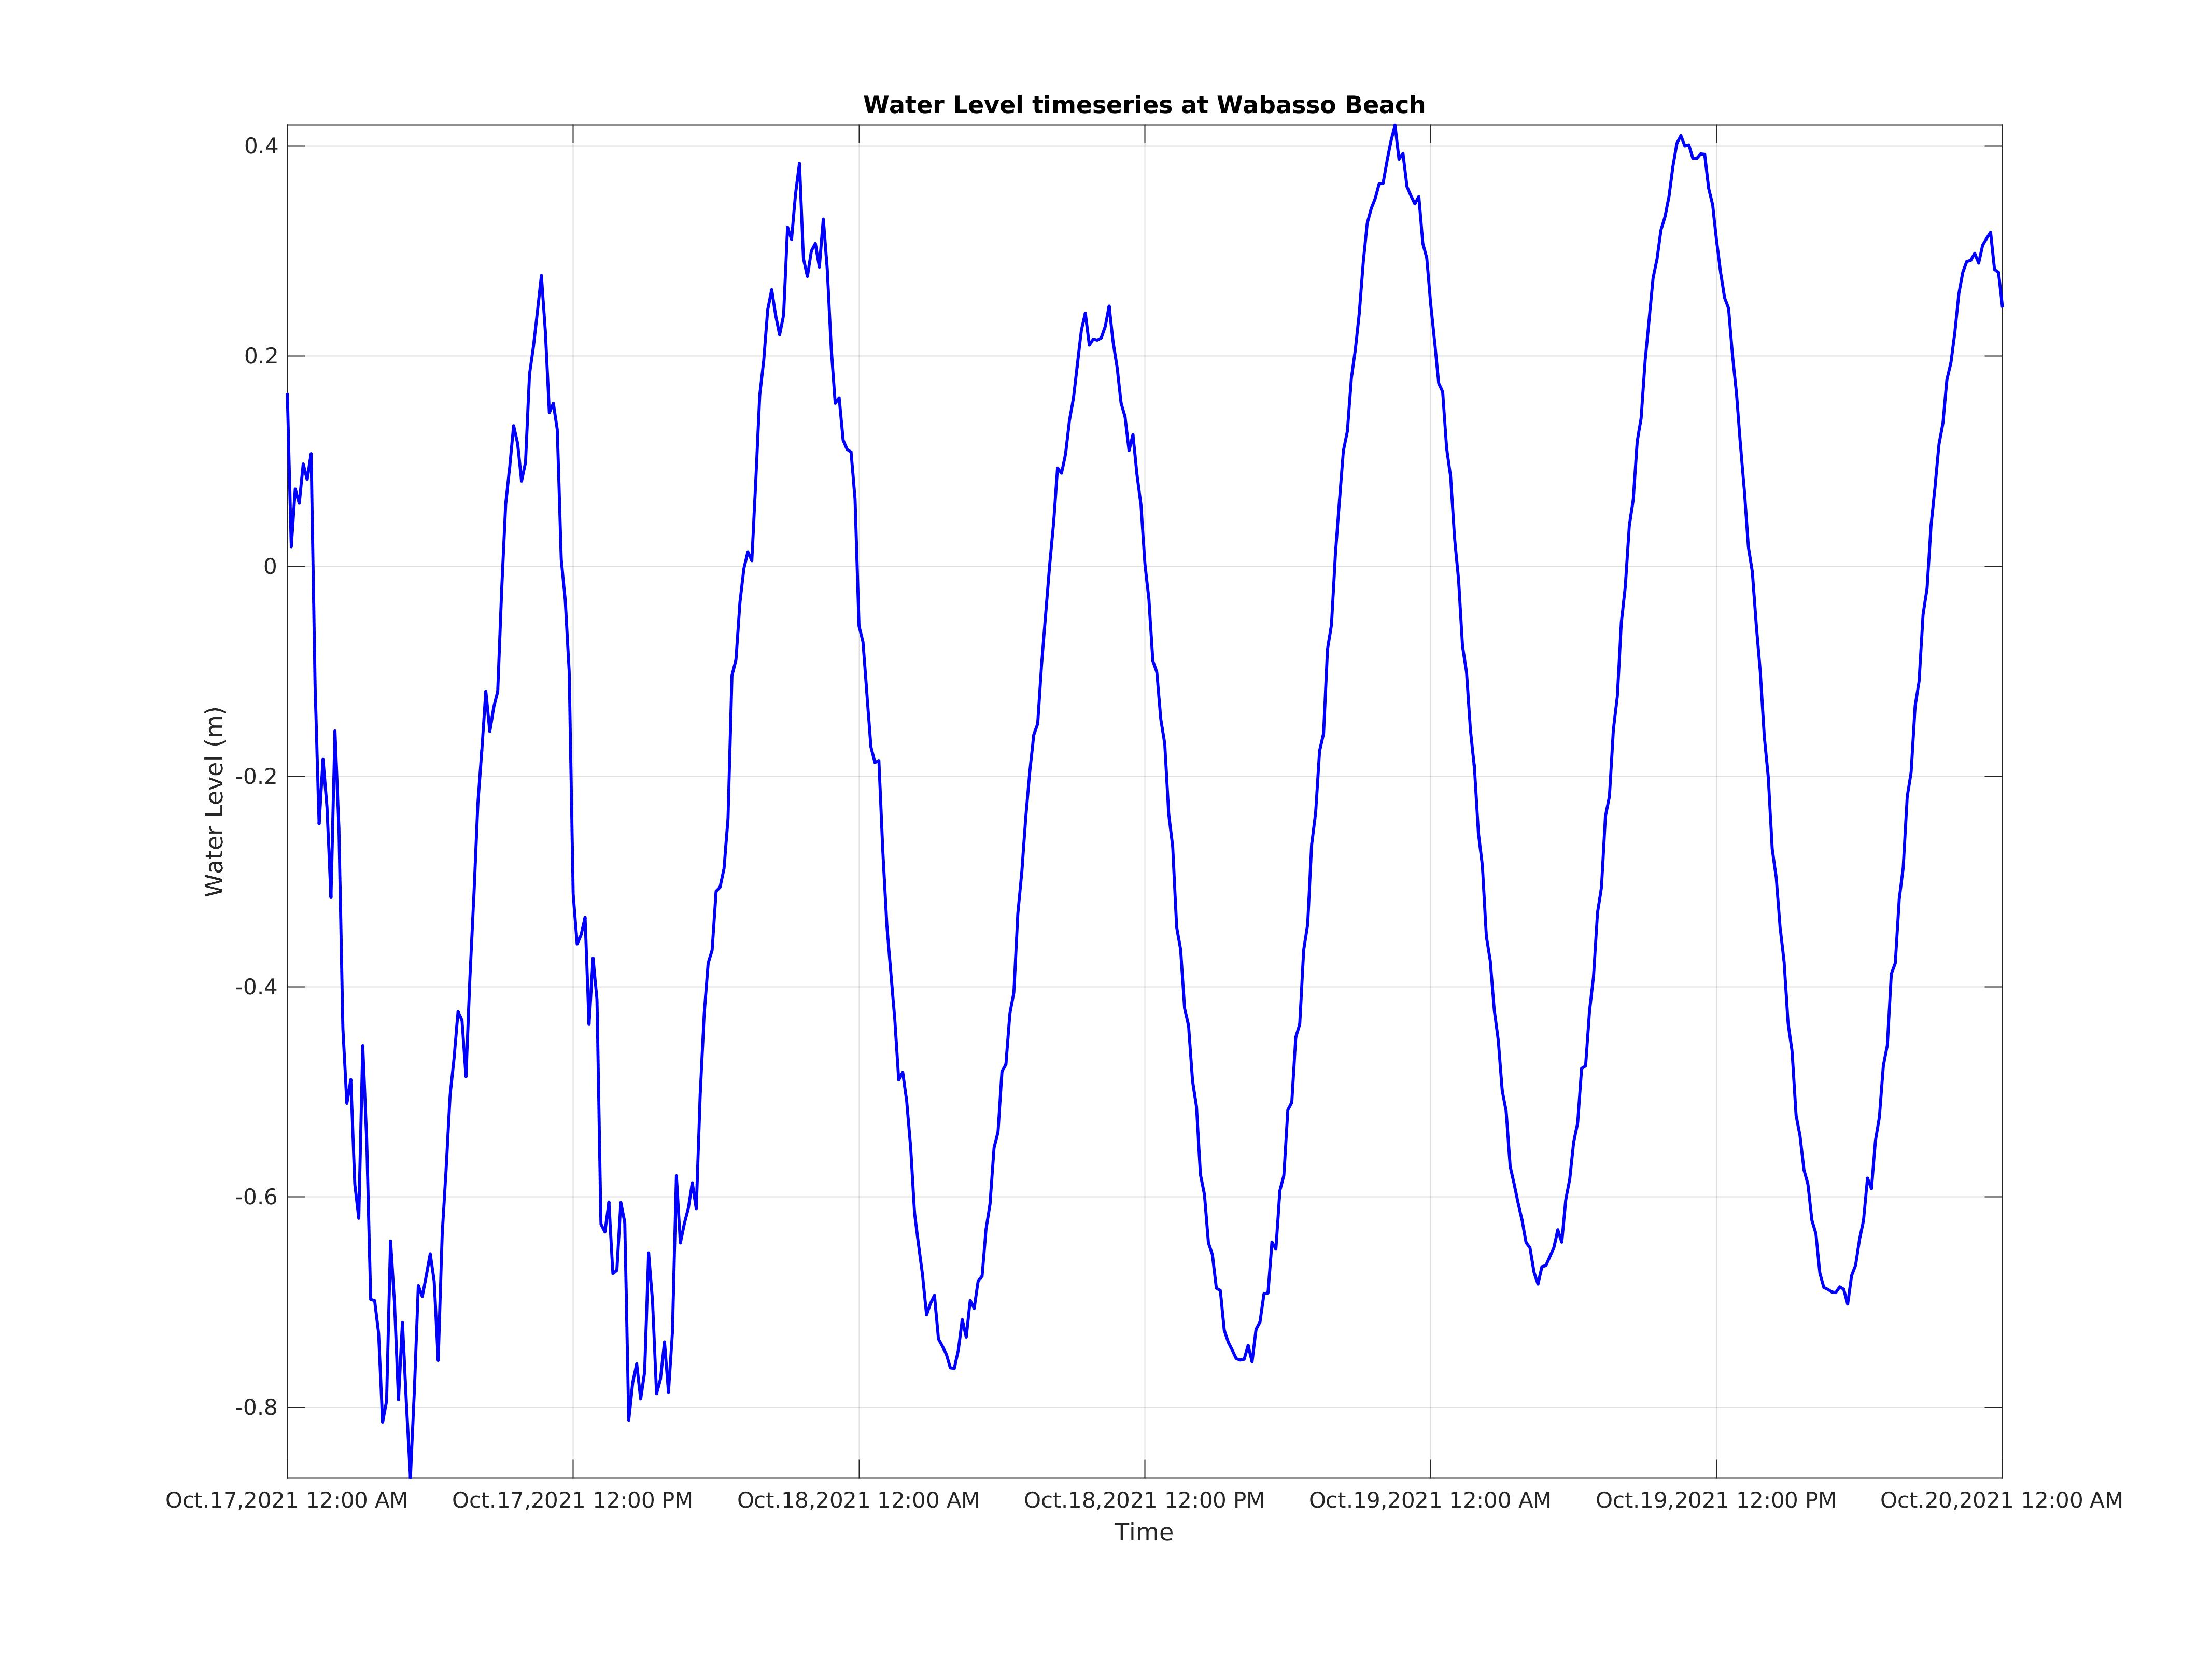 Water Level timeseries at Wabasso Beach
0.4
0.2
0
-0.2
-0.4
-0.6
-0.8
Water Level (m)
Oct.17,2021 12:00 AM Oct.17,2021 12:00 PM Oct.18,2021 12:00 AM Oct.18,2021 12:00 PM Oct.19,2021 12:00 AM Oct.19,2021 12:00 PM Oct.20,2021 12:00 AM
Time